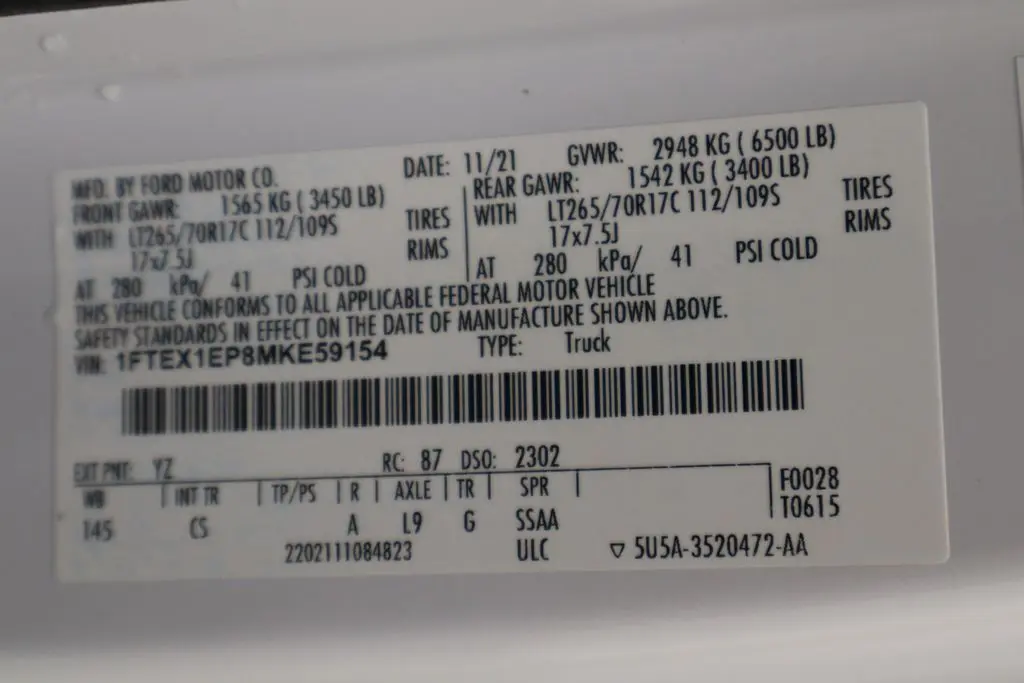 MFD. BY FORD MOTOR CO. DATE: 11/21 GVWR: 2948 KG ( 6500 LB)
FRONT GAWR: 1565 KG ( 3450 LB) REAR GAWR: 1542 KG ( 3400 LB)
WITH LT265/70R17C 112/109S TIRES WITH LT265/70R17C 112/109S TIRES
17x7.5J RIMS 17x7.5J RIMS
AT 280 kPa/ 41 PSI COLD AT 280 kPa/ 41 PSI COLD
THIS VEHICLE CONFORMS TO ALL APPLICABLE FEDERAL MOTOR VEHICLE
SAFETY STANDARDS IN EFFECT ON THE DATE OF MANUFACTURE SHOWN ABOVE.
VIN: 1FTEX1EP8MKE59154 TYPE: Truck
EXT PNT: YZ RC: 87 DSO: 2302
WB INT TR TP/PS R AXLE TR SPR F0028
145 CS A L9 G SSAA T0615
2202111084823 ULC ▽ 5U5A-3520472-AA